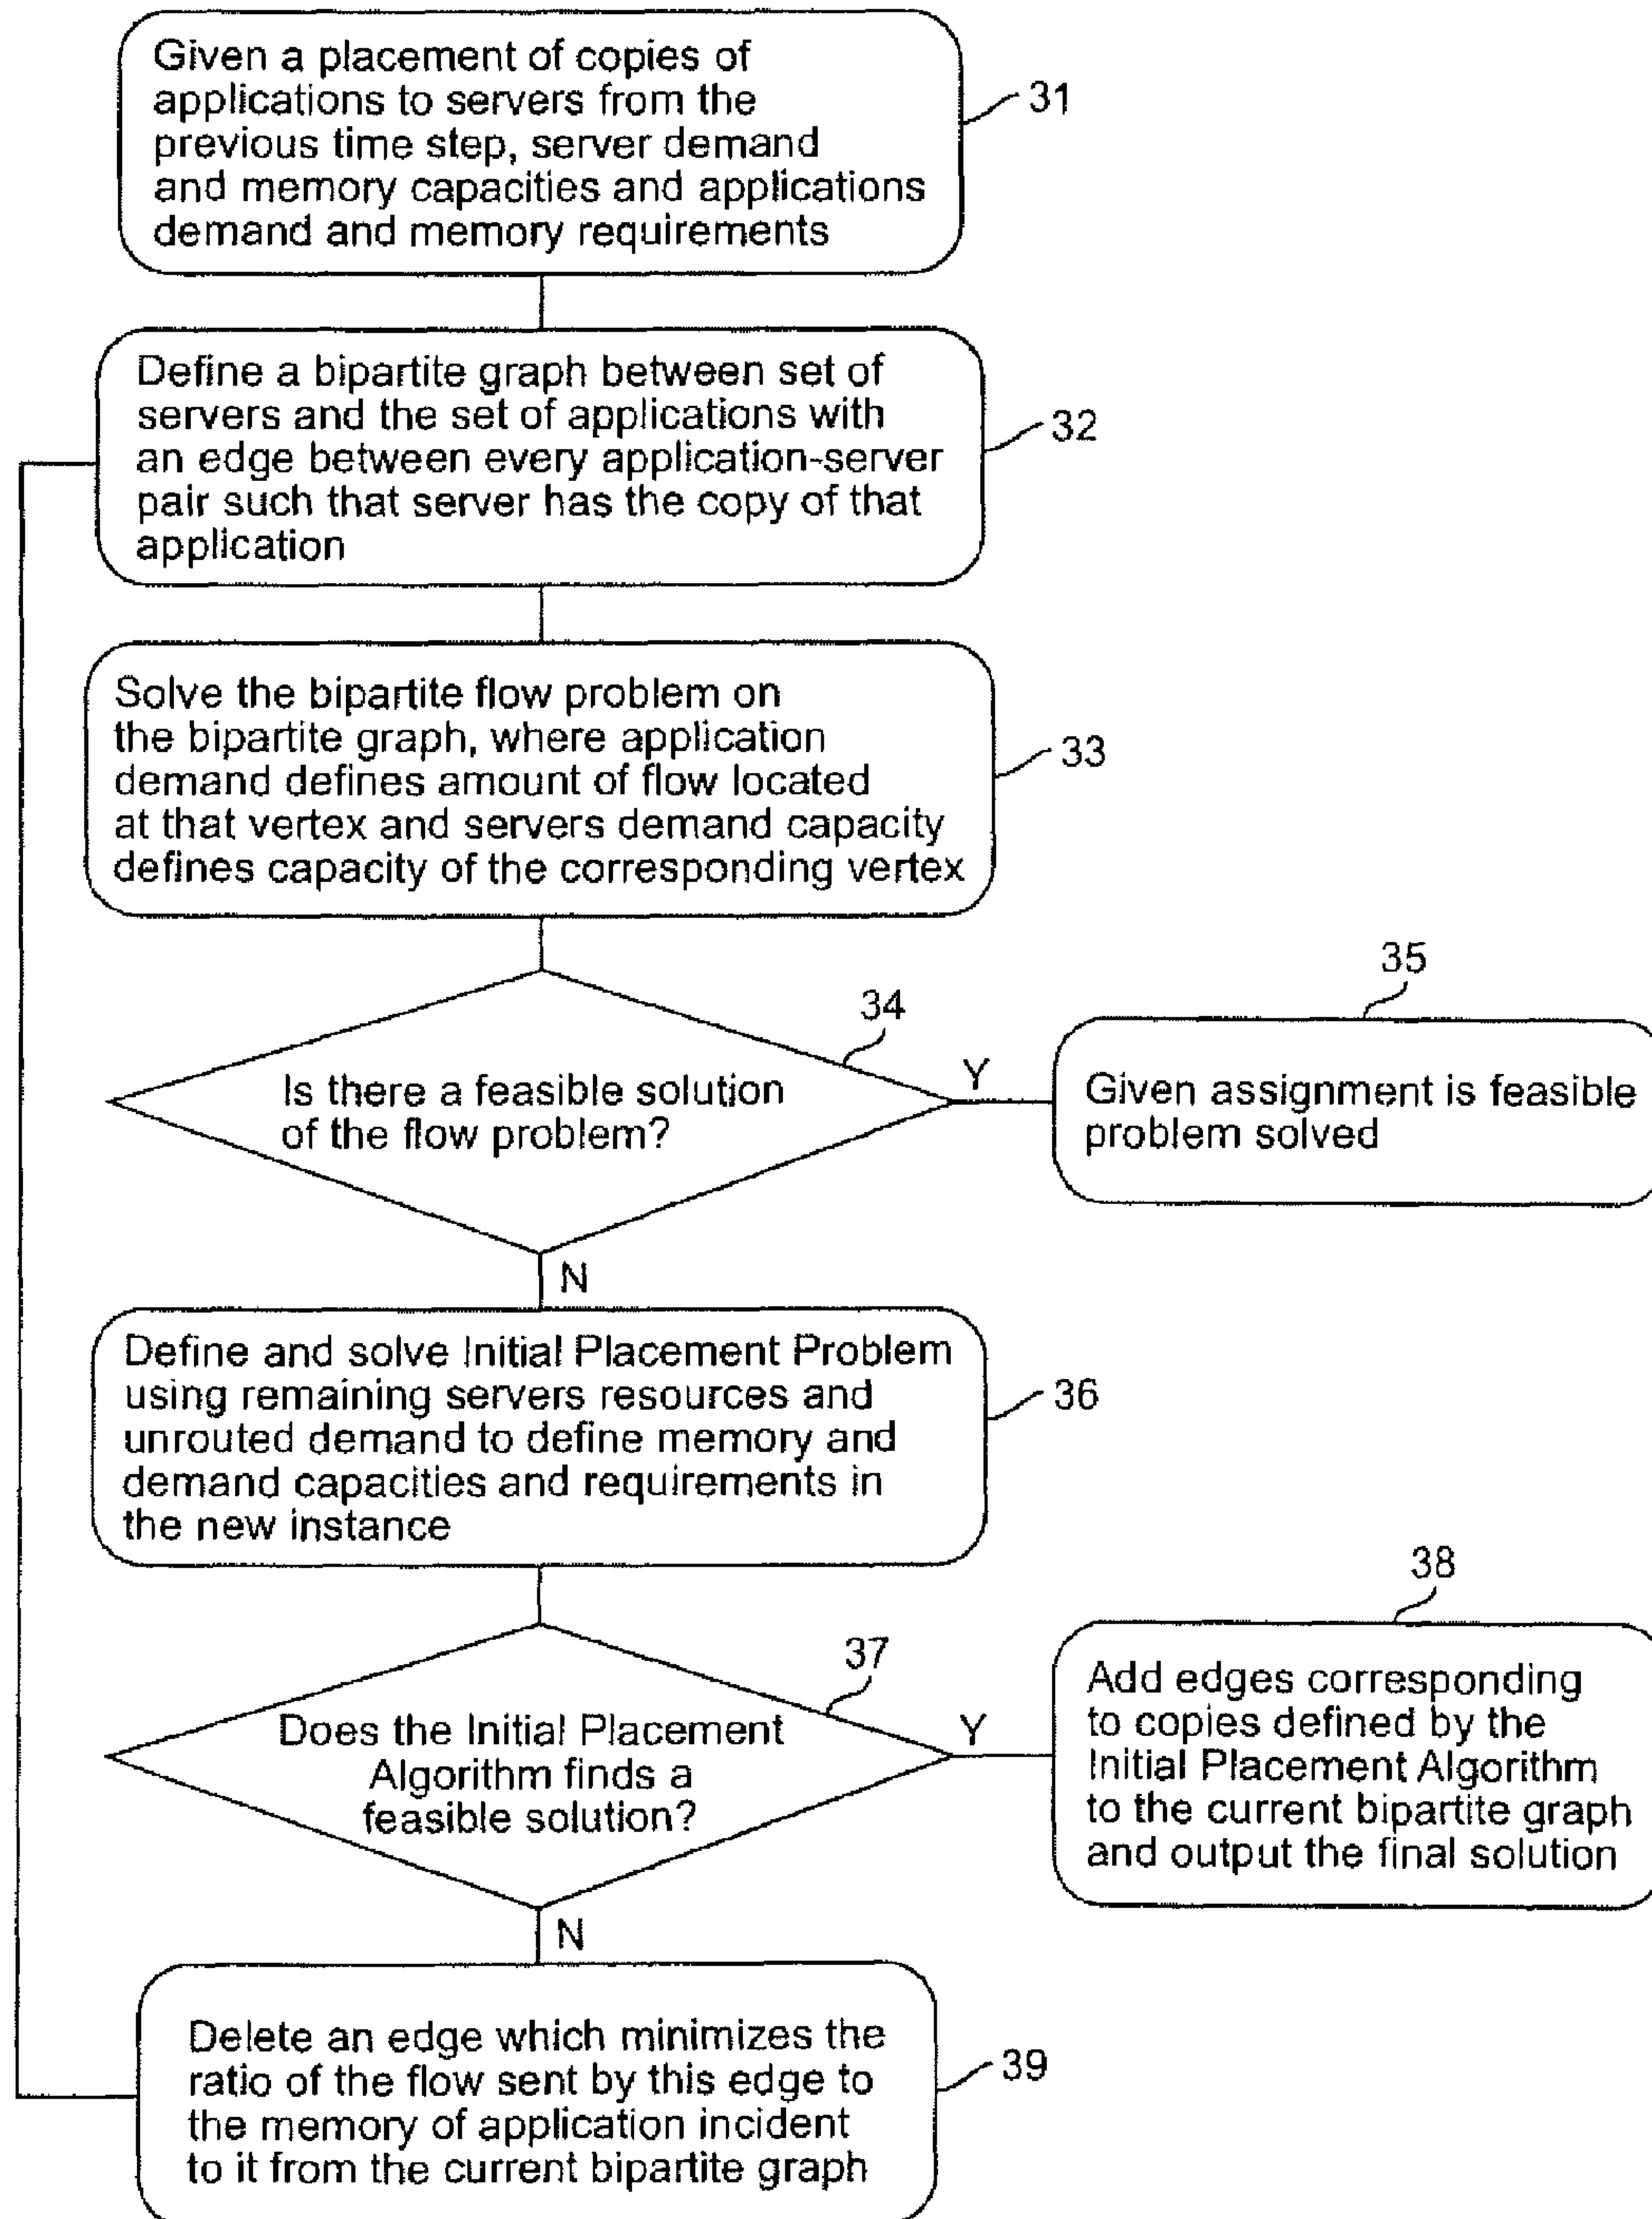 Given a placement of copies of
applications to servers from the
previous time step, server demand
and memory capacities and applications
demand and memory requirements
31
Define a bipartite graph between set of
servers and the set of applications with
an edge between every application-server
pair such that server has the copy of that
application
32
Solve the bipartite flow problem on
the bipartite graph, where application
demand defines amount of flow located
at that vertex and servers demand capacity
defines capacity of the corresponding vertex
33
34
Is there a feasible solution
of the flow problem?
Y
35
Given assignment is feasible
problem solved
N
Define and solve Initial Placement Problem
using remaining servers resources and
unrouted demand to define memory and
demand capacities and requirements in
the new instance
36
37
Does the Initial Placement
Algorithm finds a
feasible solution?
Y
38
Add edges corresponding
to copies defined by the
Initial Placement Algorithm
to the current bipartite graph
and output the final solution
N
Delete an edge which minimizes the
ratio of the flow sent by this edge to
the memory of application incident
to it from the current bipartite graph
39